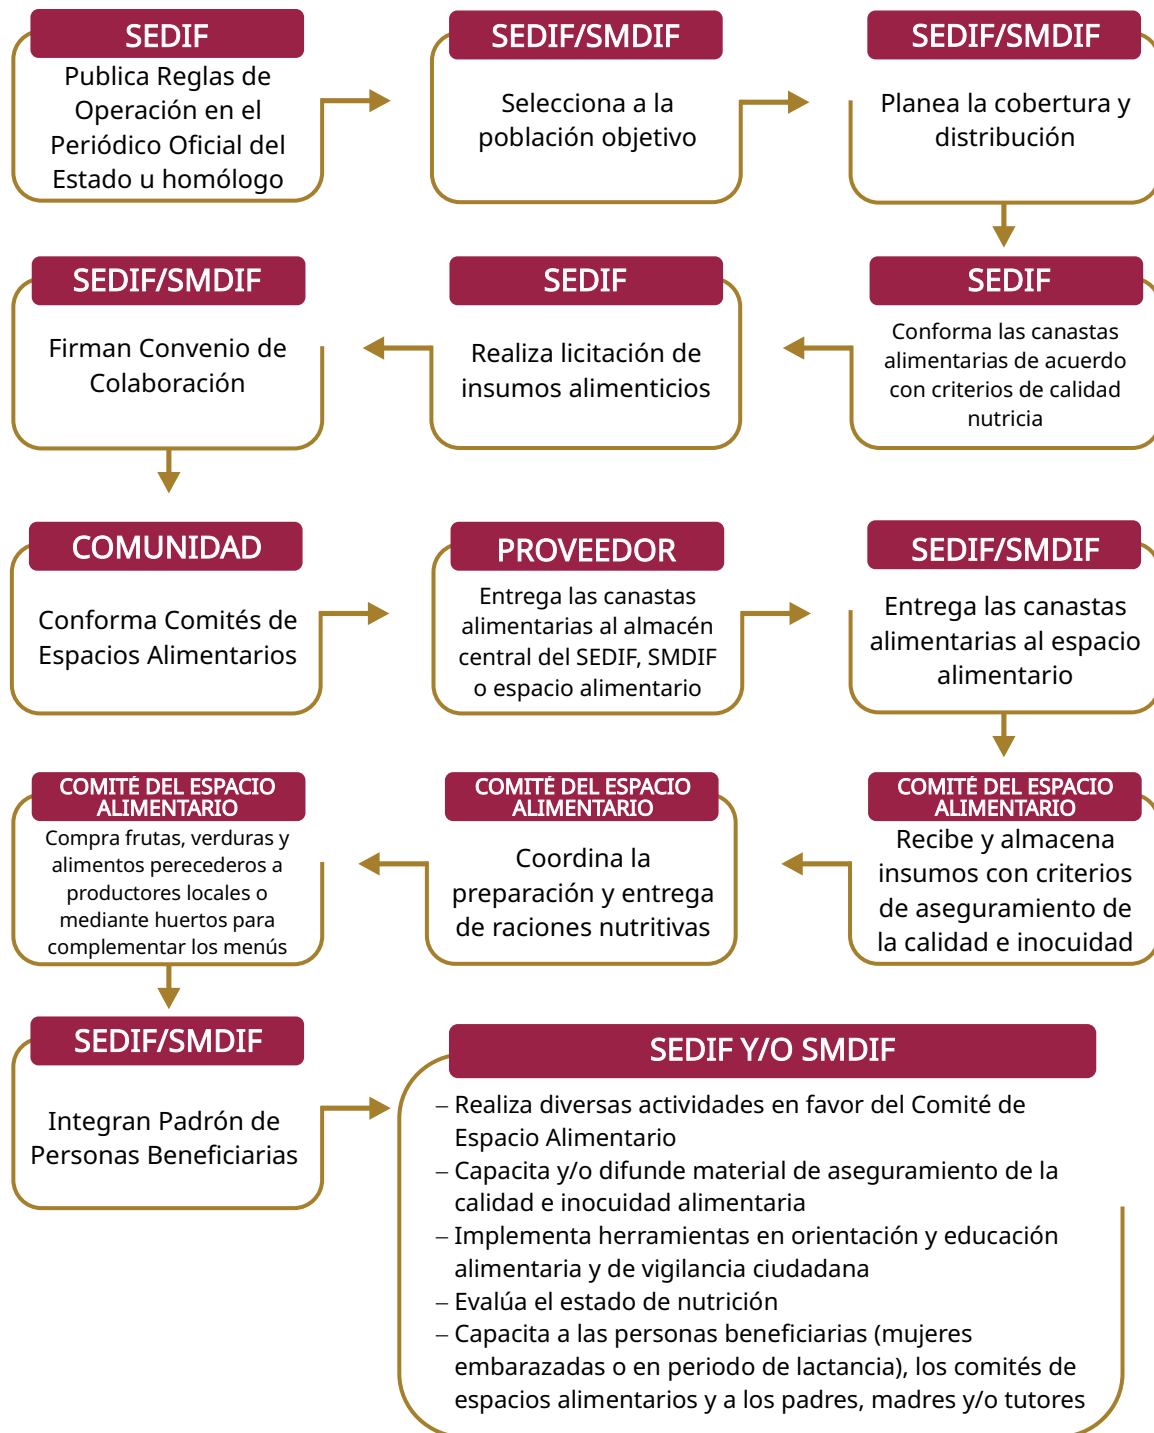 SEDIF
Publica Reglas de
Operación en el
Periódico Oficial del
Estado u homólogo
SEDIF/SMDIF
Selecciona a la
población objetivo
SEDIF/SMDIF
Planea la cobertura y
distribución
SEDIF
Conforma las canastas
alimentarias de acuerdo
con criterios de calidad
nutricia
SEDIF
Realiza licitación de
insumos alimenticios
SEDIF/SMDIF
Firman Convenio de
Colaboración
COMUNIDAD
Conforma Comités de
Espacios Alimentarios
PROVEEDOR
Entrega las canastas
alimentarias al almacén
central del SEDIF, SMDIF
o espacio alimentario
SEDIF/SMDIF
Entrega las canastas
alimentarias al espacio
alimentario
COMITÉ DEL ESPACIO
ALIMENTARIO
Recibe y almacena
insumos con criterios
de aseguramiento de
la calidad e inocuidad
COMITÉ DEL ESPACIO
ALIMENTARIO
Coordina la
preparación y entrega
de raciones nutritivas
COMITÉ DEL ESPACIO
ALIMENTARIO
Compra frutas, verduras y
alimentos perecederos a
productores locales o
mediante huertos para
complementar los menús
SEDIF/SMDIF
Integran Padrón de
Personas Beneficiarias
SEDIF Y/O SMDIF
– Realiza diversas actividades en favor del Comité de
Espacio Alimentario
– Capacita y/o difunde material de aseguramiento de la
calidad e inocuidad alimentaria
– Implementa herramientas en orientación y educación
alimentaria y de vigilancia ciudadana
– Evalúa el estado de nutrición
– Capacita a las personas beneficiarias (mujeres
embarazadas o en periodo de lactancia), los comités de
espacios alimentarios y a los padres, madres y/o tutores